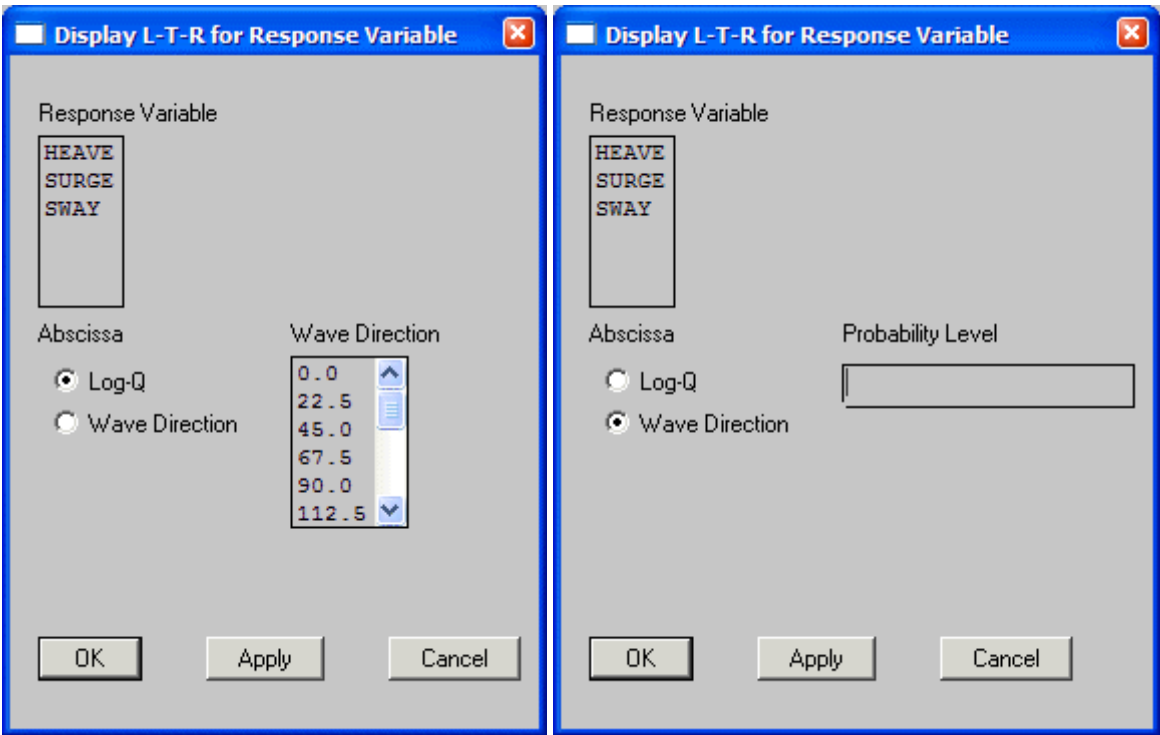 Display L-T-R for Response Variable
Response Variable
HEAVE
SURGE
SWAY
Abscissa
Log-Q
Wave Direction
Wave Direction
0.0
22.5
45.0
67.5
90.0
112.5
OK Apply Cancel
Display L-T-R for Response Variable
Response Variable
HEAVE
SURGE
SWAY
Abscissa
Log-Q
Wave Direction
Probability Level
OK Apply Cancel